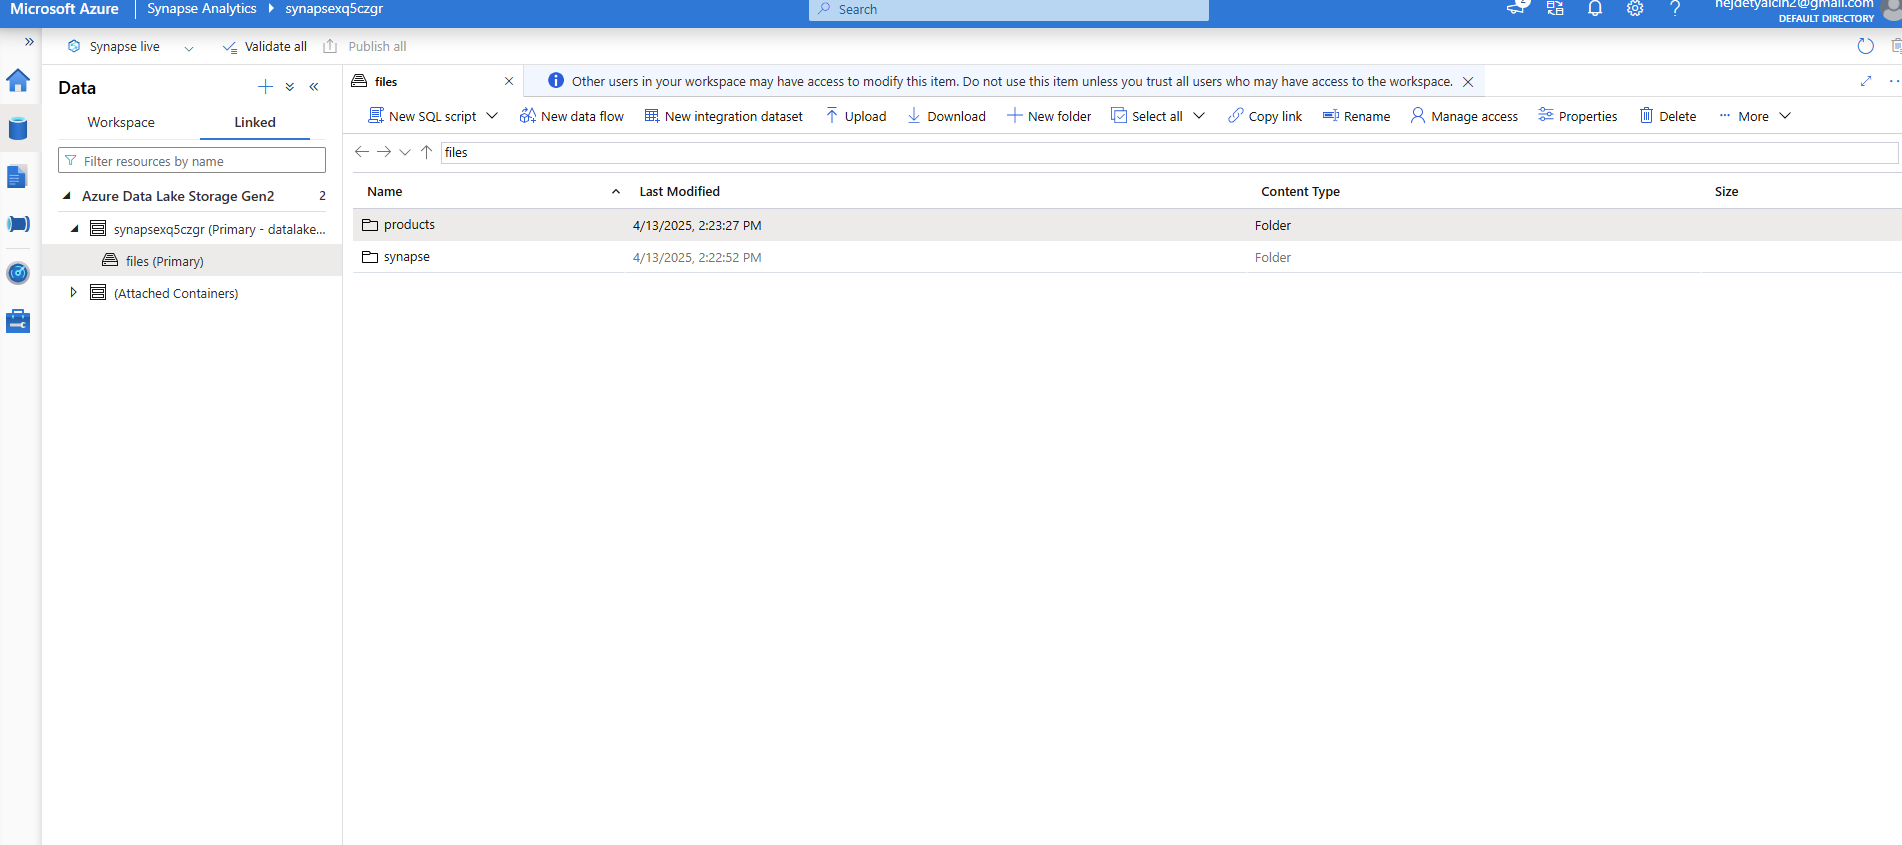 Microsoft Azure Synapse Analytics synapsexq5czgr Search 2 nejdetyalcin2@gmail.com
DEFAULT DIRECTORY
Synapse live Validate all Publish all
Data
Workspace Linked
Filter resources by name
Azure Data Lake Storage Gen2 2
synapsexq5czgr (Primary - datalake...
files (Primary)
(Attached Containers)
files Other users in your workspace may have access to modify this item. Do not use this item unless you trust all users who may have access to the workspace.
New SQL script New data flow New integration dataset Upload Download New folder Select all Copy link Rename Manage access Properties Delete More
files
Name Last Modified Content Type Size
products 4/13/2025, 2:23:27 PM Folder
synapse 4/13/2025, 2:22:52 PM Folder